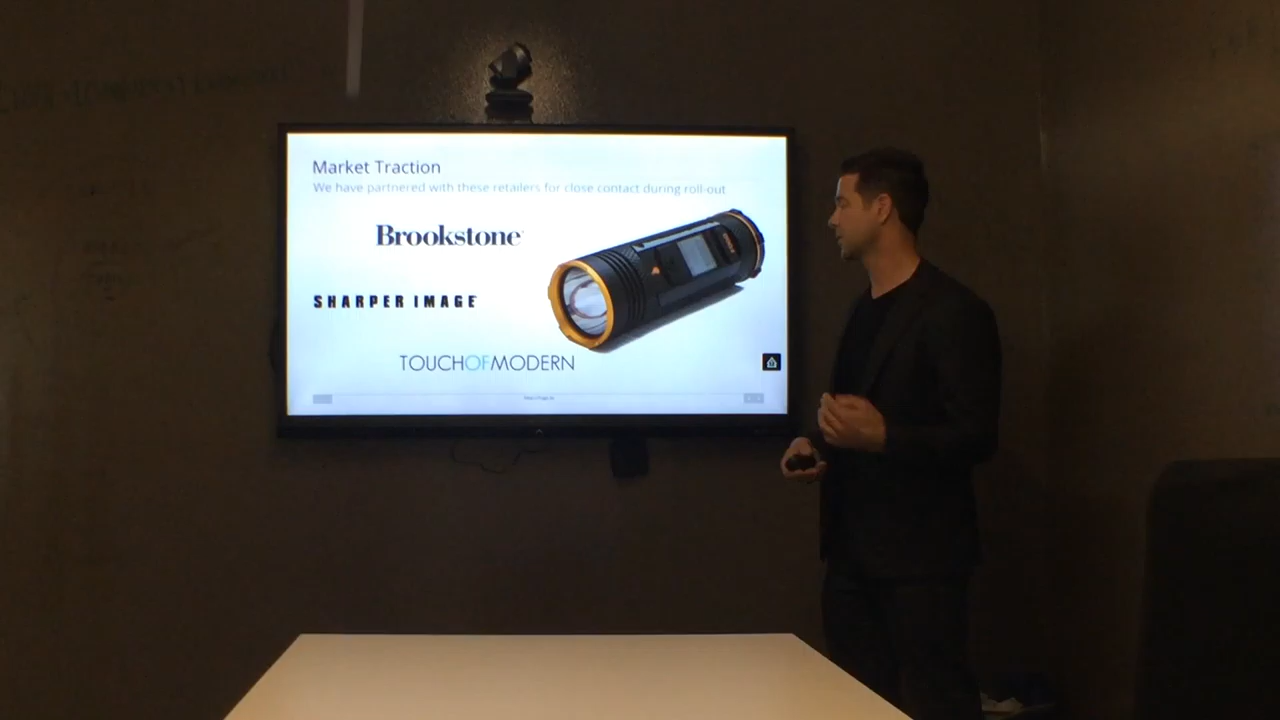 Market Traction
We have partnered with these retailers for close contact during roll-out
Brookstone
SHARPER IMAGE
TOUCHOFMODERN